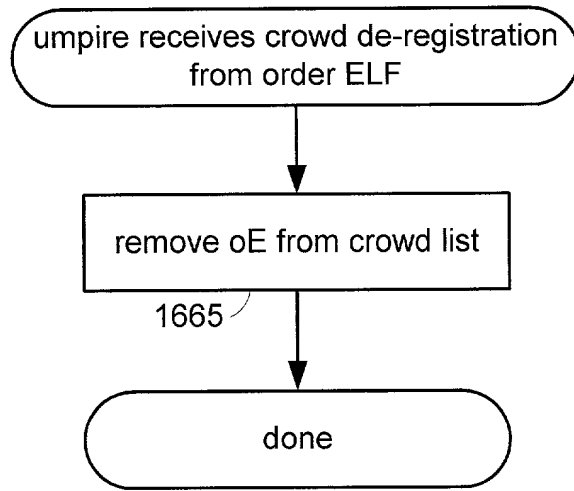 umpire receives crowd de-registration
from order ELF
remove oE from crowd list
1665
done